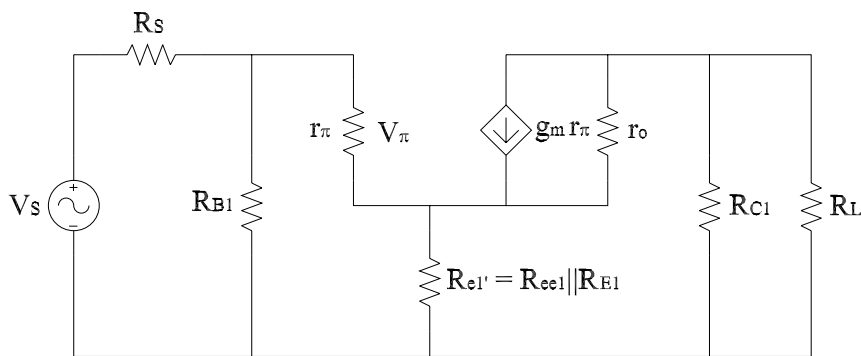 Rs
rπ
Vπ
gm rπ
ro
Vs
+
−
RB1
RC1
RL
Re1' = Ree1||RE1